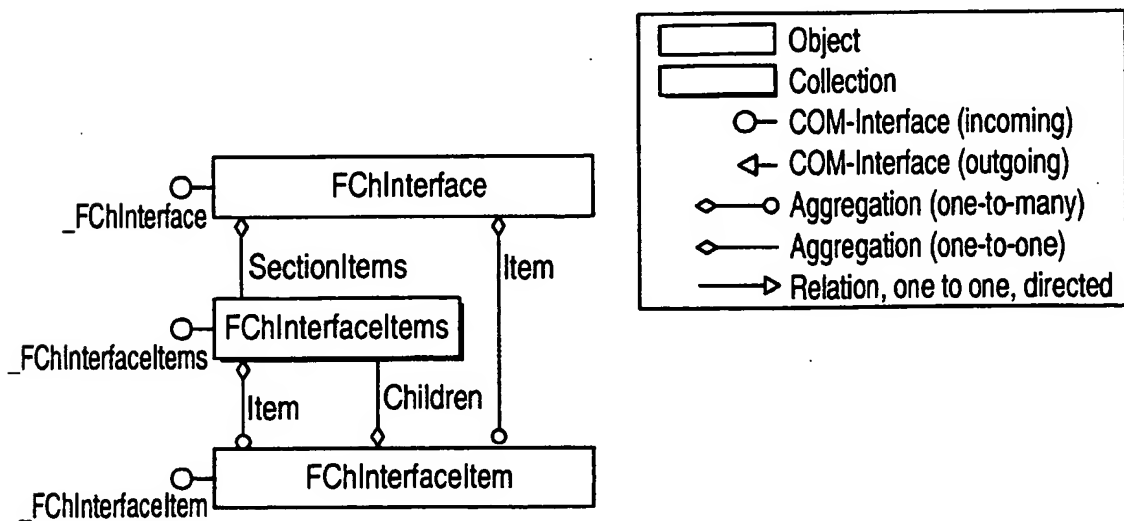 Object
Collection
COM-Interface (incoming)
COM-Interface (outgoing)
Aggregation (one-to-many)
Aggregation (one-to-one)
Relation, one to one, directed
FChInterface
_FChInterface
SectionItems
Item
FChInterfaceItems
_FChInterfaceItems
Item
Children
FChInterfaceItem
_FChInterfaceItem